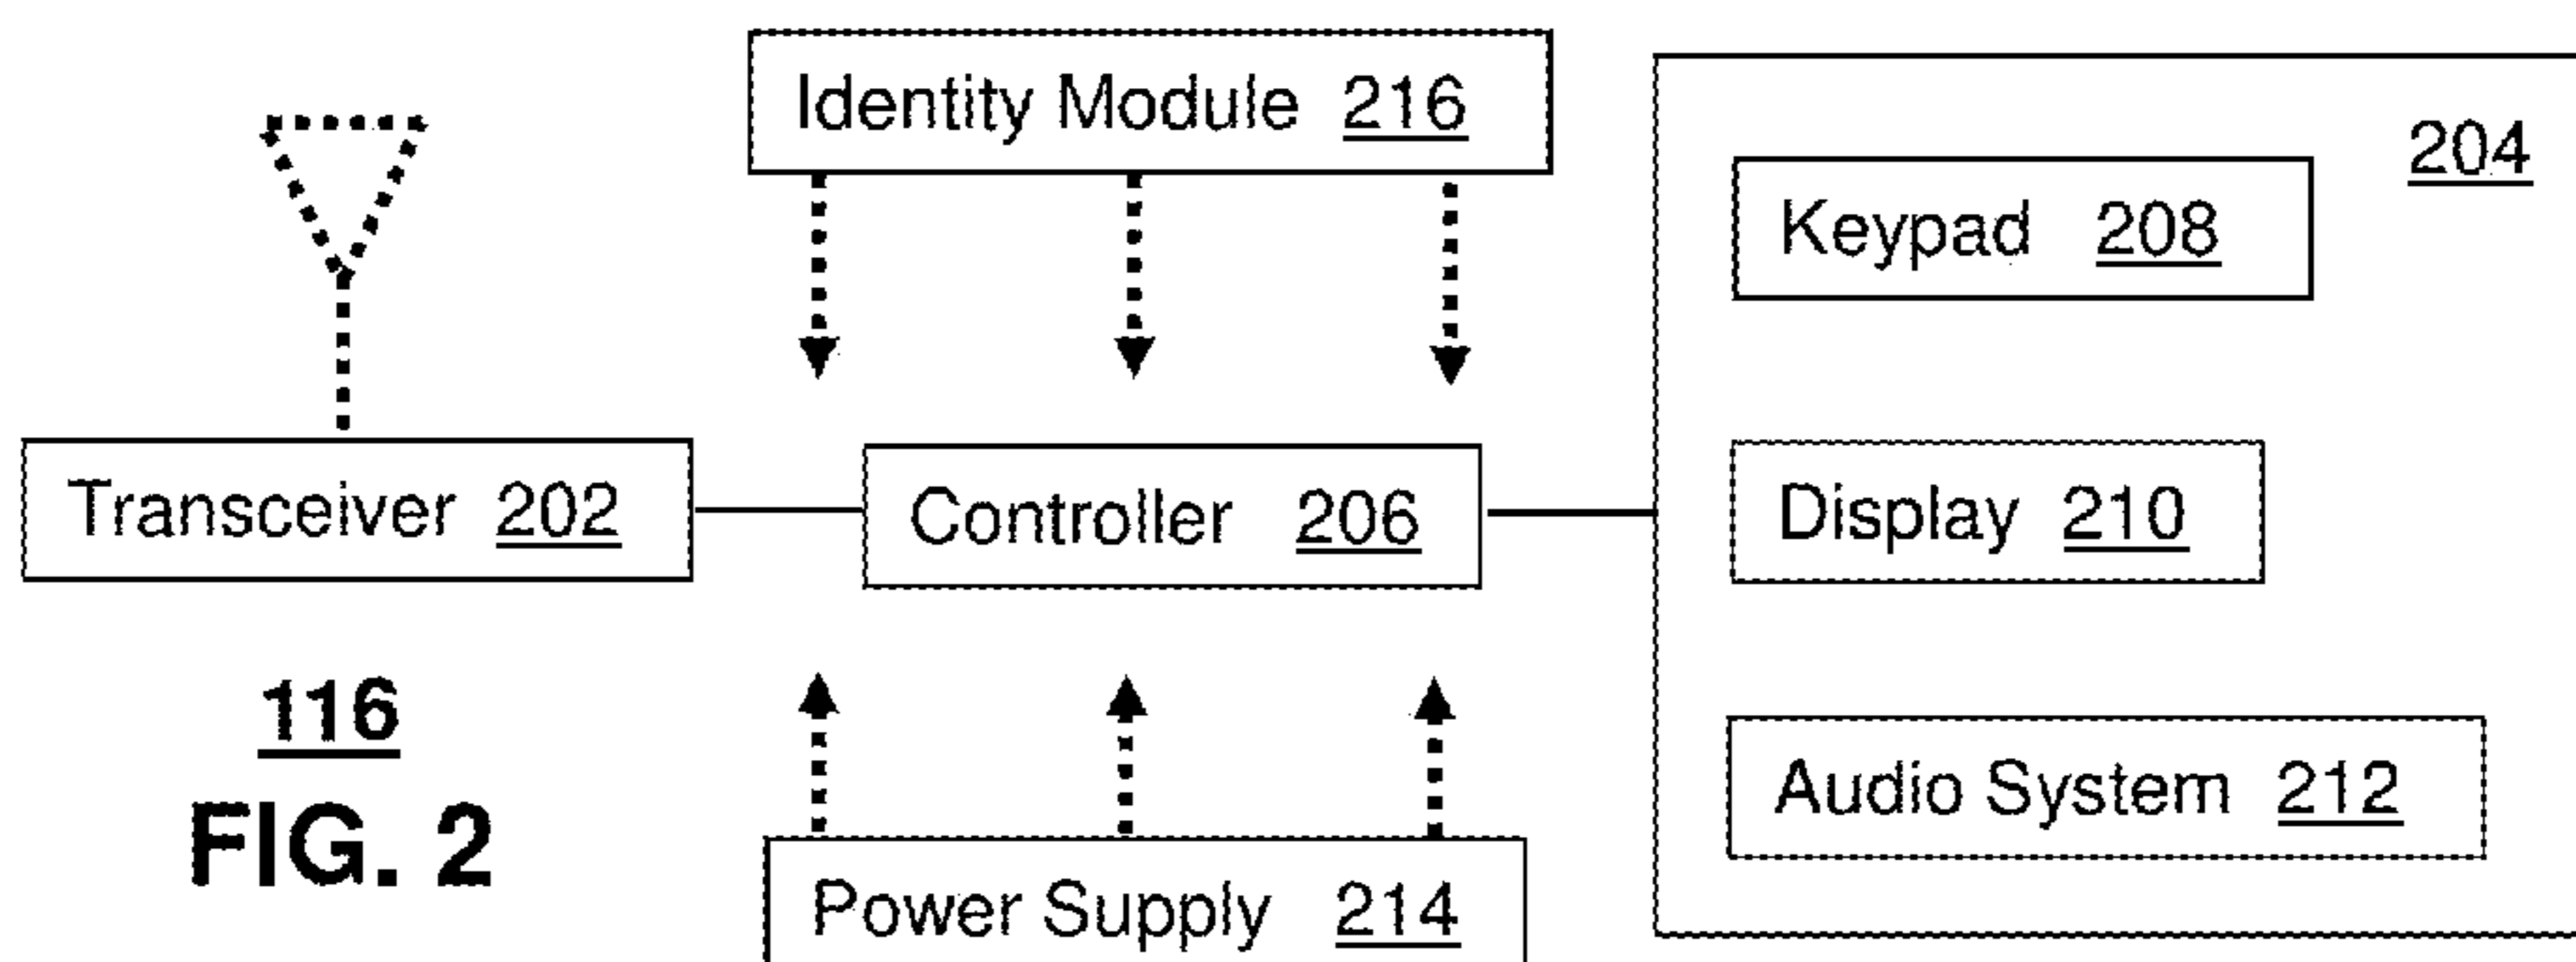 Identity Module 216
204
Keypad 208
Transceiver 202
Controller 206
Display 210
116
FIG. 2
Audio System 212
Power Supply 214